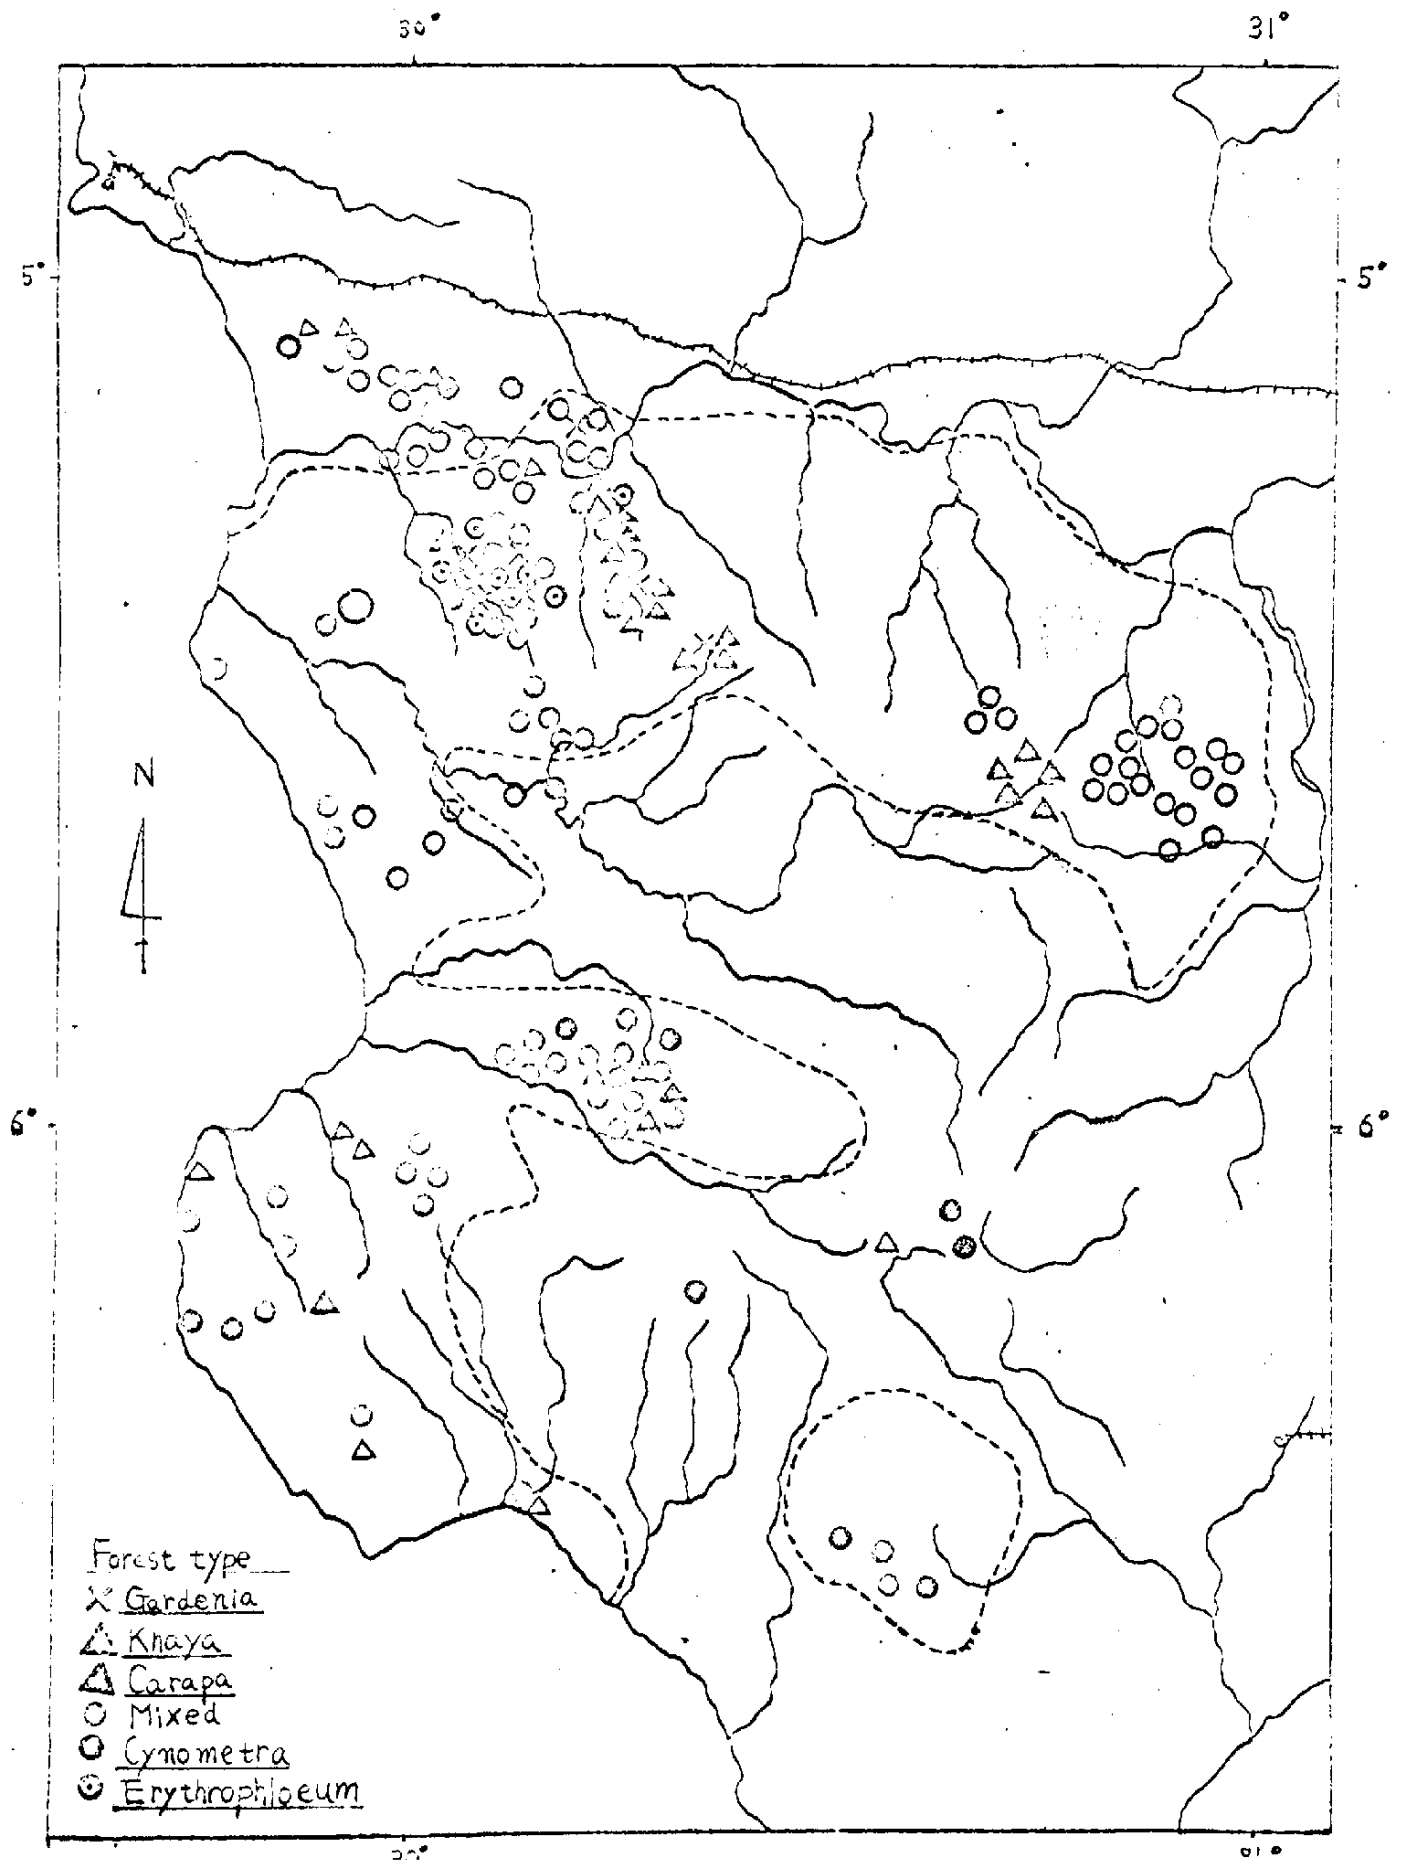 30° 31°
5° 5°
N
6° 6°
Forest type
Gardenia
Khaya
Carapa
Mixed
Cynometra
Erythrophloeum